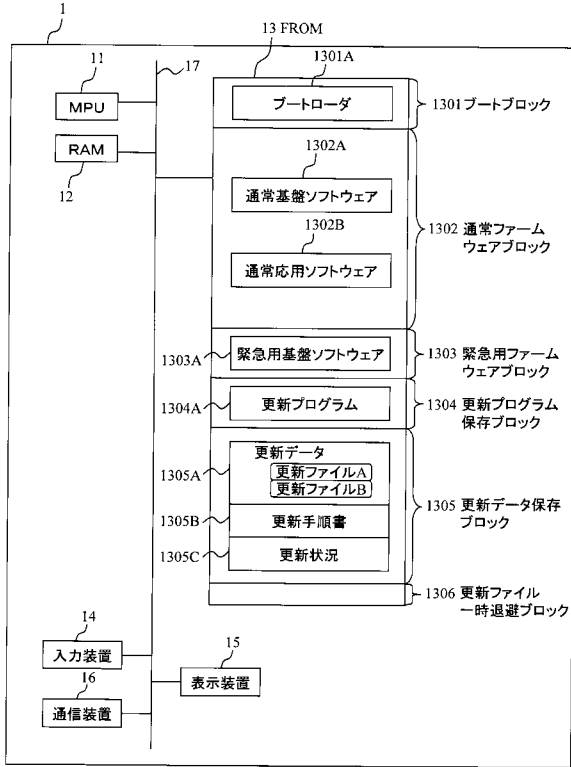 1
13 FROM
11
17
1301A
MPU
ブートローダ
1301 ブートブロック
RAM
12
1302A
通常基盤ソフトウェア
1302 通常ファーム
ウェアブロック
1302B
通常応用ソフトウェア
1303A
緊急用基盤ソフトウェア
1303 緊急用ファーム
ウェアブロック
1304A
更新プログラム
1304 更新プログラム
保存ブロック
1305A
更新データ
更新ファイルA
更新ファイルB
1305 更新データ保存
ブロック
1305B
更新手順書
1305C
更新状況
1306 更新ファイル
一時退避ブロック
14
入力装置
15
表示装置
16
通信装置